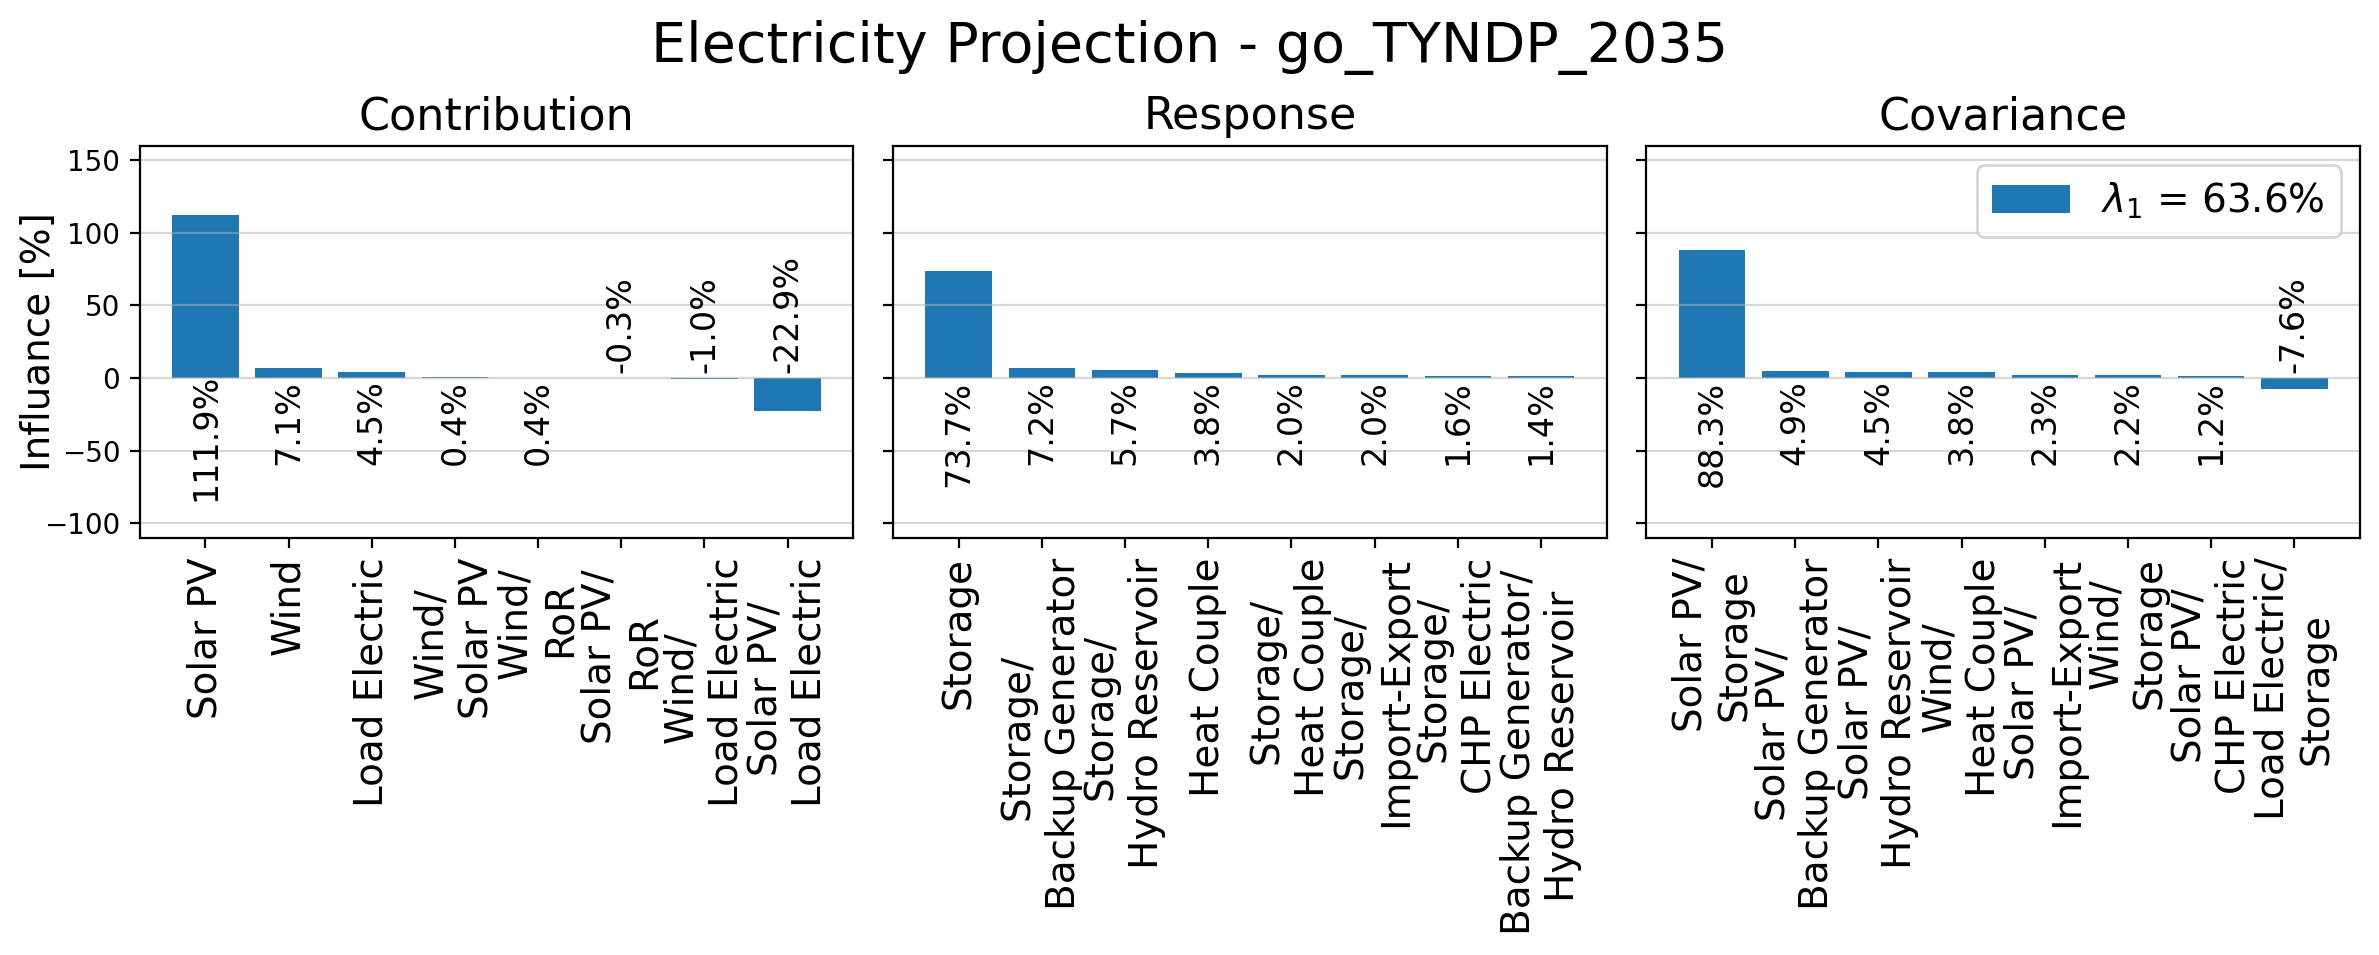 Electricity Projection - go_TYNDP_2035
Contribution
Response
Covariance
Influance [%]
150
100
50
0
−50
−100
111.9%
7.1%
4.5%
0.4%
0.4%
-0.3%
-1.0%
-22.9%
73.7%
7.2%
5.7%
3.8%
2.0%
2.0%
1.6%
1.4%
λ1 = 63.6%
88.3%
4.9%
4.5%
3.8%
2.3%
2.2%
1.2%
-7.6%
Solar PV
Wind
Load Electric
Wind/
Solar PV
Wind/
RoR
Solar PV/
RoR
Wind/
Load Electric
Solar PV/
Load Electric
Storage
Storage/
Backup Generator
Storage/
Hydro Reservoir
Heat Couple
Storage/
Heat Couple
Storage/
Import-Export
Storage/
CHP Electric
Backup Generator/
Hydro Reservoir
Solar PV/
Storage
Solar PV/
Backup Generator
Solar PV/
Hydro Reservoir
Wind/
Heat Couple
Solar PV/
Import-Export
Wind/
Storage
Solar PV/
CHP Electric
Load Electric/
Storage